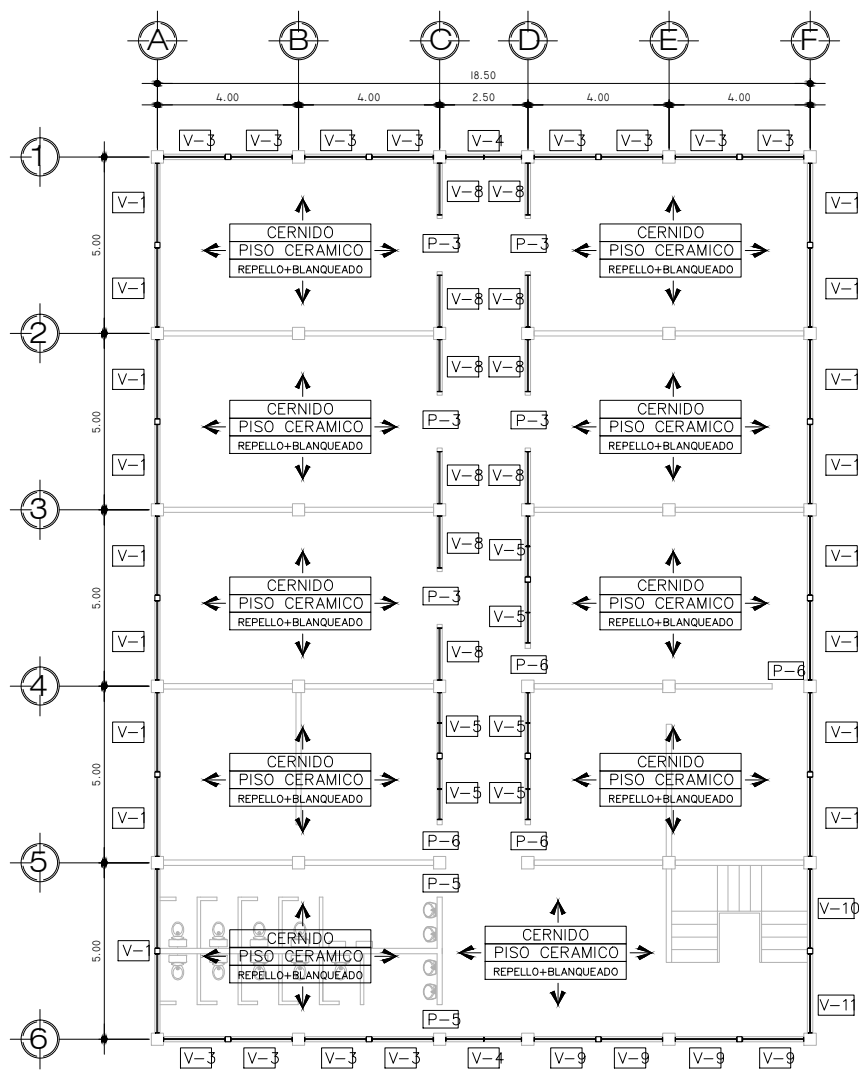 A B C D E F
18.50
4.00 4.00 2.50 4.00 4.00
V-3 V-3 V-3 V-3 V-4 V-3 V-3 V-3 V-3
1
V-1 V-8 V-8 V-1
CERNIDO CERNIDO
5.00 PISO CERAMICO P-3 P-3 PISO CERAMICO
REPELLO+BLANQUEADO REPELLO+BLANQUEADO
V-1 V-8 V-8 V-1
2
V-1 V-8 V-8 V-1
CERNIDO CERNIDO
5.00 PISO CERAMICO P-3 P-3 PISO CERAMICO
REPELLO+BLANQUEADO REPELLO+BLANQUEADO
V-1 V-8 V-8 V-1
3
V-1 V-8 V-5 V-1
CERNIDO CERNIDO
5.00 PISO CERAMICO P-3 PISO CERAMICO
REPELLO+BLANQUEADO V-5 REPELLO+BLANQUEADO
V-1 V-8 P-6 P-6 V-1
4
V-1 V-5 V-5 V-1
CERNIDO CERNIDO
5.00 PISO CERAMICO PISO CERAMICO
REPELLO+BLANQUEADO V-5 V-5 REPELLO+BLANQUEADO
V-1 P-6 P-6 V-1
5
P-5
V-10
CERNIDO CERNIDO
5.00 V-1 PISO CERAMICO PISO CERAMICO
REPELLO+BLANQUEADO REPELLO+BLANQUEADO
P-5 V-11
6
V-3 V-3 V-3 V-3 V-4 V-9 V-9 V-9 V-9